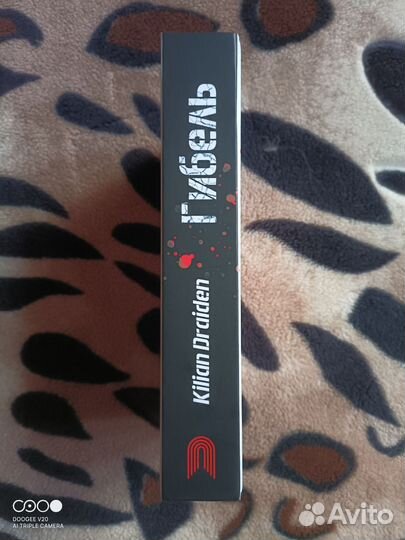 Гибель
Kilian Draiden
DOOGEE V20
AI TRIPLE CAMERA
Avito